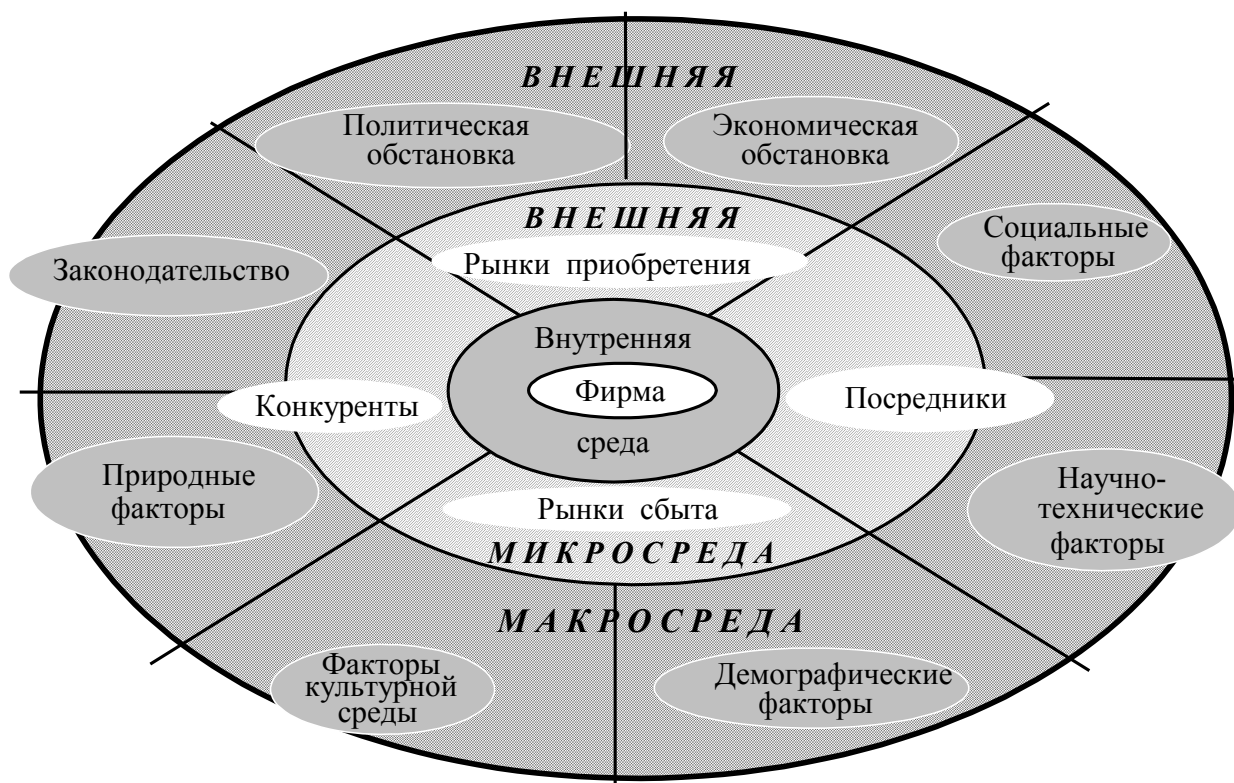 ВНЕШНЯЯ
Политическая
обстановка
Экономическая
обстановка
ВНЕШНЯЯ
Социальные
факторы
Рынки приобретения
Законодательство
Внутренняя
Фирма
среда
Конкуренты
Посредники
Природные
факторы
Научно-
технические
факторы
Рынки сбыта
МИКРОСРЕДА
МАКРОСРЕДА
Факторы
культурной
среды
Демографические
факторы